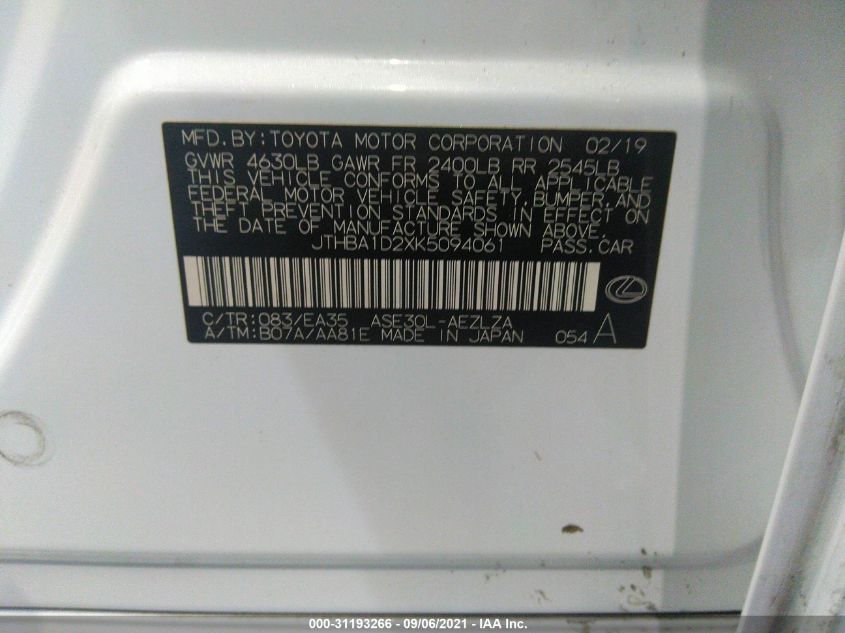 MFD.BY:TOYOTA MOTOR CORPORATION 02/19
GVWR 4630LB GAWR FR 2400LB RR 2545LB
THIS VEHICLE CONFORMS TO ALL APPLICABLE
FEDERAL MOTOR VEHICLE SAFETY,BUMPER,AND
THEFT PREVENTION STANDARDS IN EFFECT ON
THE DATE OF MANUFACTURE SHOWN ABOVE.
JTHBA1D2XK5094061 PASS.CAR
C/TR:083/EA35 ASE30L-AEZLZA
A/TM:B07A/AA81E MADE IN JAPAN 054 A
000-31193266 - 09/06/2021 - IAA Inc.